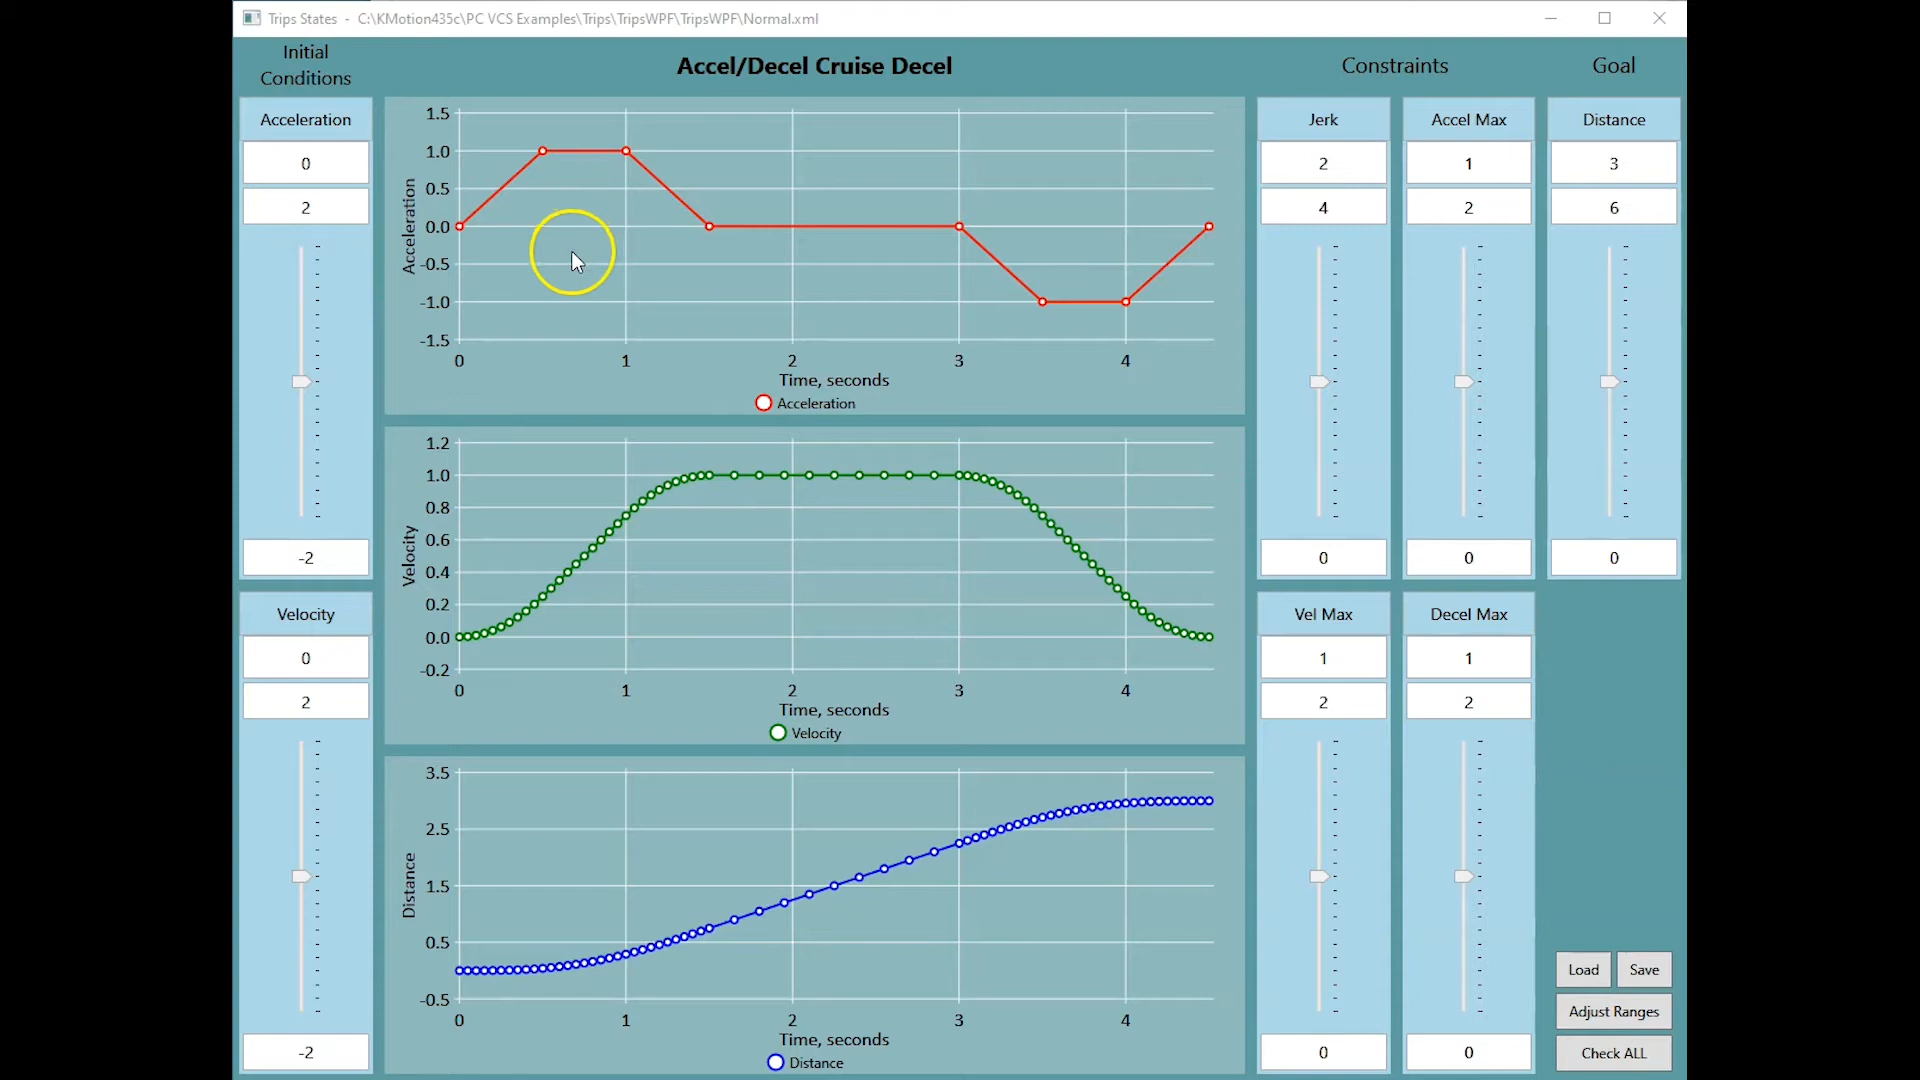 Trips States - C:\KMotion435c\PC VCS Examples\Trips\TripsWPF\TripsWPF\Normal.xml
Initial
Conditions
Accel/Decel Cruise Decel
Constraints
Goal
Acceleration
0
2
-2
Velocity
0
2
-2
1.5
1.0
0.5
0.0
-0.5
-1.0
-1.5
Acceleration
0 1 2 3 4
Time, seconds
Acceleration
1.2
1.0
0.8
0.6
0.4
0.2
0.0
-0.2
Velocity
0 1 2 3 4
Time, seconds
Velocity
3.5
2.5
1.5
0.5
-0.5
Distance
0 1 2 3 4
Time, seconds
Distance
Jerk
2
4
0
Accel Max
1
2
0
Distance
3
6
0
Vel Max
1
2
0
Decel Max
1
2
0
Load Save
Adjust Ranges
Check ALL